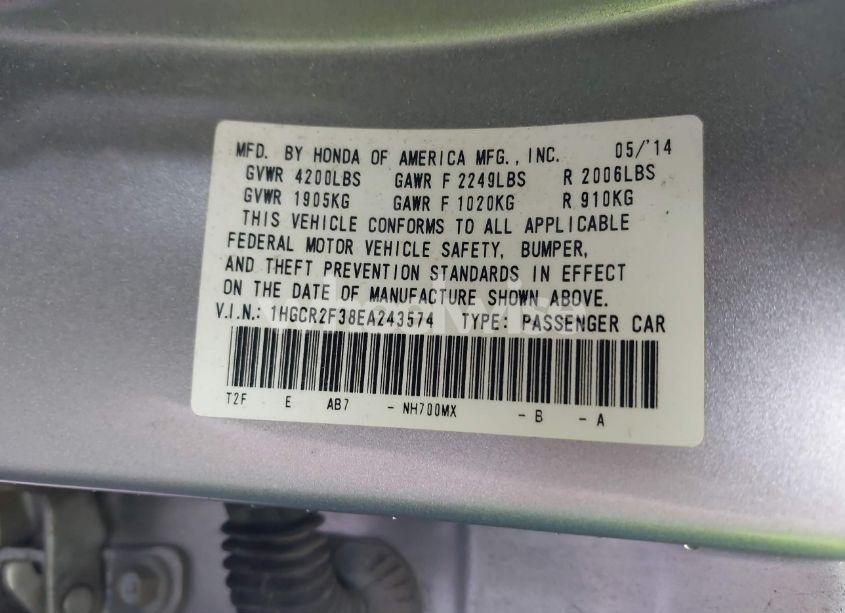 MFD. BY HONDA OF AMERICA MFG., INC. 05/'14
GVWR 4200LBS GAWR F 2249LBS R 2006LBS
GVWR 1905KG GAWR F 1020KG R 910KG
THIS VEHICLE CONFORMS TO ALL APPLICABLE
FEDERAL MOTOR VEHICLE SAFETY, BUMPER,
AND THEFT PREVENTION STANDARDS IN EFFECT
ON THE DATE OF MANUFACTURE SHOWN ABOVE.
V.I.N.: 1HGCR2F38EA243574 TYPE: PASSENGER CAR
T2F E AB7 - NH700MX - B - A